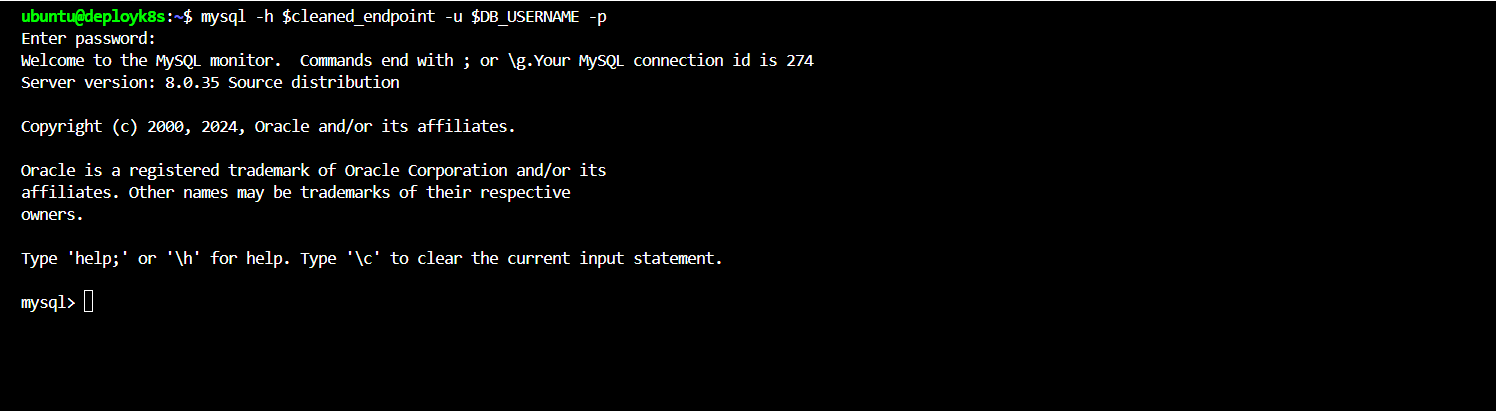 ubuntu@deployk8s:~$ mysql -h $cleaned_endpoint -u $DB_USERNAME -p
Enter password:
Welcome to the MySQL monitor.  Commands end with ; or \g.Your MySQL connection id is 274
Server version: 8.0.35 Source distribution
Copyright (c) 2000, 2024, Oracle and/or its affiliates.
Oracle is a registered trademark of Oracle Corporation and/or its
affiliates. Other names may be trademarks of their respective
owners.
Type 'help;' or '\h' for help. Type '\c' to clear the current input statement.
mysql>